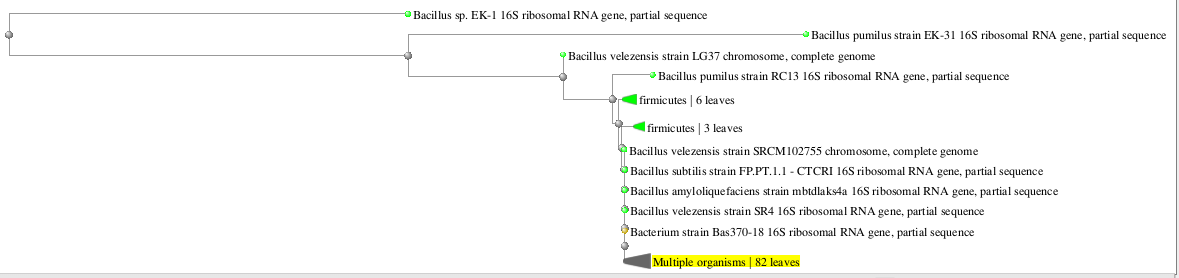 Bacillus sp. EK-1 16S ribosomal RNA gene, partial sequence
Bacillus pumilus strain EK-31 16S ribosomal RNA gene, partial sequence
Bacillus velezensis strain LG37 chromosome, complete genome
Bacillus pumilus strain RC13 16S ribosomal RNA gene, partial sequence
firmicutes | 6 leaves
firmicutes | 3 leaves
Bacillus velezensis strain SRCM102755 chromosome, complete genome
Bacillus subtilis strain FP.PT.1.1 - CTCRI 16S ribosomal RNA gene, partial sequence
Bacillus amyloliquefaciens strain mbtdlaks4a 16S ribosomal RNA gene, partial sequence
Bacillus velezensis strain SR4 16S ribosomal RNA gene, partial sequence
Bacterium strain Bas370-18 16S ribosomal RNA gene, partial sequence
Multiple organisms | 82 leaves